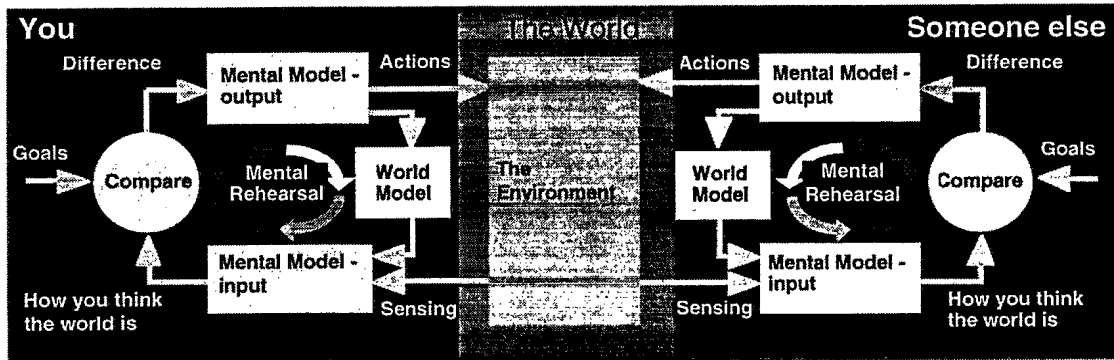 You
The World
Someone else
Difference
Mental Model -
output
Actions
Actions
Mental Model -
output
Difference
Goals
Compare
Mental
Rehearsal
World
Model
The
Environment
World
Model
Mental
Rehearsal
Compare
Goals
Mental Model -
input
Mental Model -
input
How you think
the world is
Sensing
Sensing
How you think
the world is